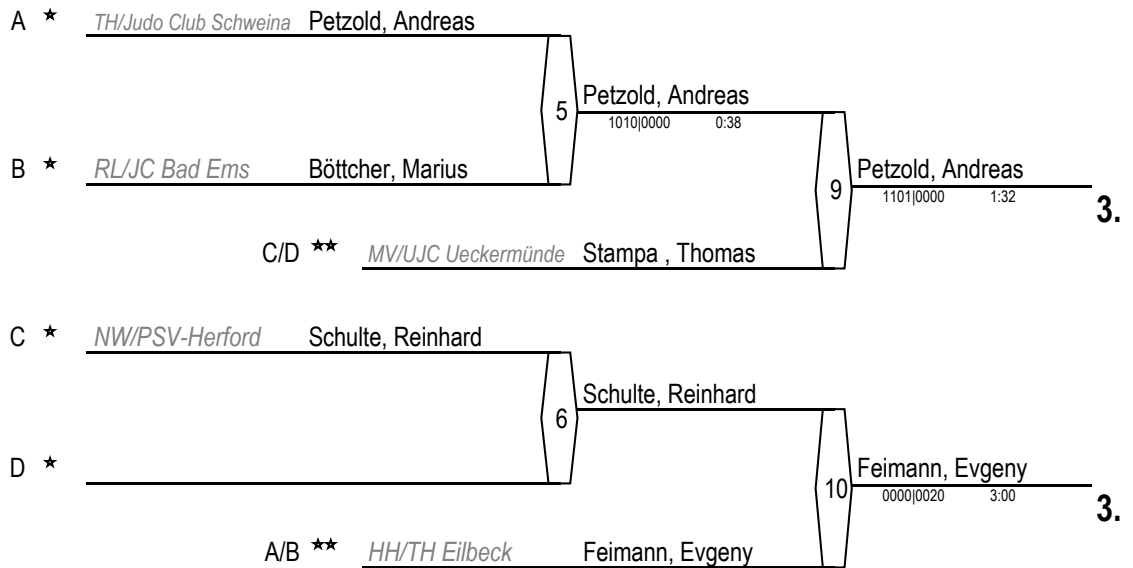 A ★ TH/Judo Club Schweina Petzold, Andreas
5 Petzold, Andreas
1010|0000 0:38
B ★ RL/JC Bad Ems Böttcher, Marius
9 Petzold, Andreas
1101|0000 1:32
3.
C/D ★★ MV/UJC Ueckermünde Stampa , Thomas
C ★ NW/PSV-Herford Schulte, Reinhard
6 Schulte, Reinhard
D ★
10 Feimann, Evgeny
0000|0020 3:00
3.
A/B ★★ HH/TH Eilbeck Feimann, Evgeny